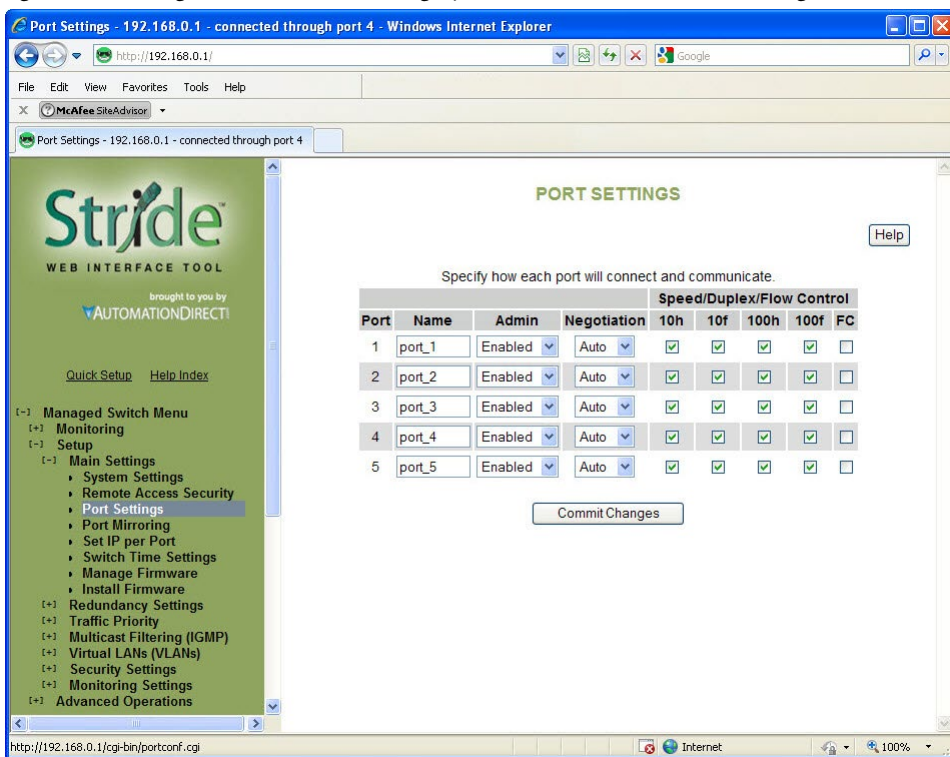 Port Settings - 192.168.0.1 - connected through port 4 - Windows Internet Explorer
http://192.168.0.1/
Google
File Edit View Favorites Tools Help
X McAfee SiteAdvisor
Port Settings - 192.168.0.1 - connected through port 4
Stride
WEB INTERFACE TOOL
brought to you by
AUTOMATIONDIRECT
Quick Setup Help Index
[-] Managed Switch Menu
[+] Monitoring
[-] Setup
[-] Main Settings
System Settings
Remote Access Security
Port Settings
Port Mirroring
Set IP per Port
Switch Time Settings
Manage Firmware
Install Firmware
[+] Redundancy Settings
[+] Traffic Priority
[+] Multicast Filtering (IGMP)
[+] Virtual LANs (VLANs)
[+] Security Settings
[+] Monitoring Settings
[+] Advanced Operations
PORT SETTINGS
Help
Specify how each port will connect and communicate.
Speed/Duplex/Flow Control
Port Name Admin Negotiation 10h 10f 100h 100f FC
1 port_1 Enabled Auto
2 port_2 Enabled Auto
3 port_3 Enabled Auto
4 port_4 Enabled Auto
5 port_5 Enabled Auto
Commit Changes
http://192.168.0.1/cgi-bin/portconf.cgi
Internet
100%